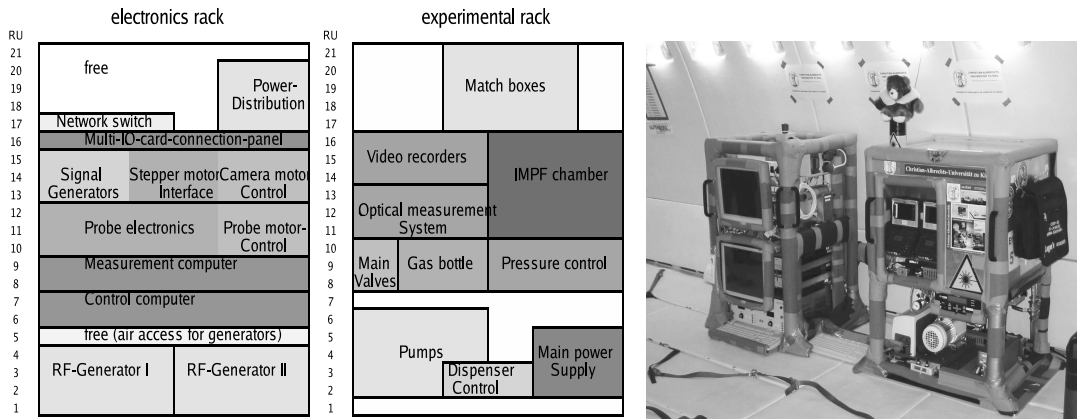 electronics rack
RU
21
20
19
18
17
16
15
14
13
12
11
10
9
8
7
6
5
4
3
2
1
free
Power-
Distribution
Network switch
Multi-IO-card-connection-panel
Signal
Generators
Stepper motor
Interface
Camera motor
Control
Probe electronics
Probe motor-
Control
Measurement computer
Control computer
free (air access for generators)
RF-Generator I
RF-Generator II
experimental rack
RU
21
20
19
18
17
16
15
14
13
12
11
10
9
8
7
6
5
4
3
2
1
Match boxes
Video recorders
IMPF chamber
Optical measurement
System
Main
Valves
Gas bottle
Pressure control
Pumps
Dispenser
Control
Main power
Supply
Christian-Albrechts-Universität zu